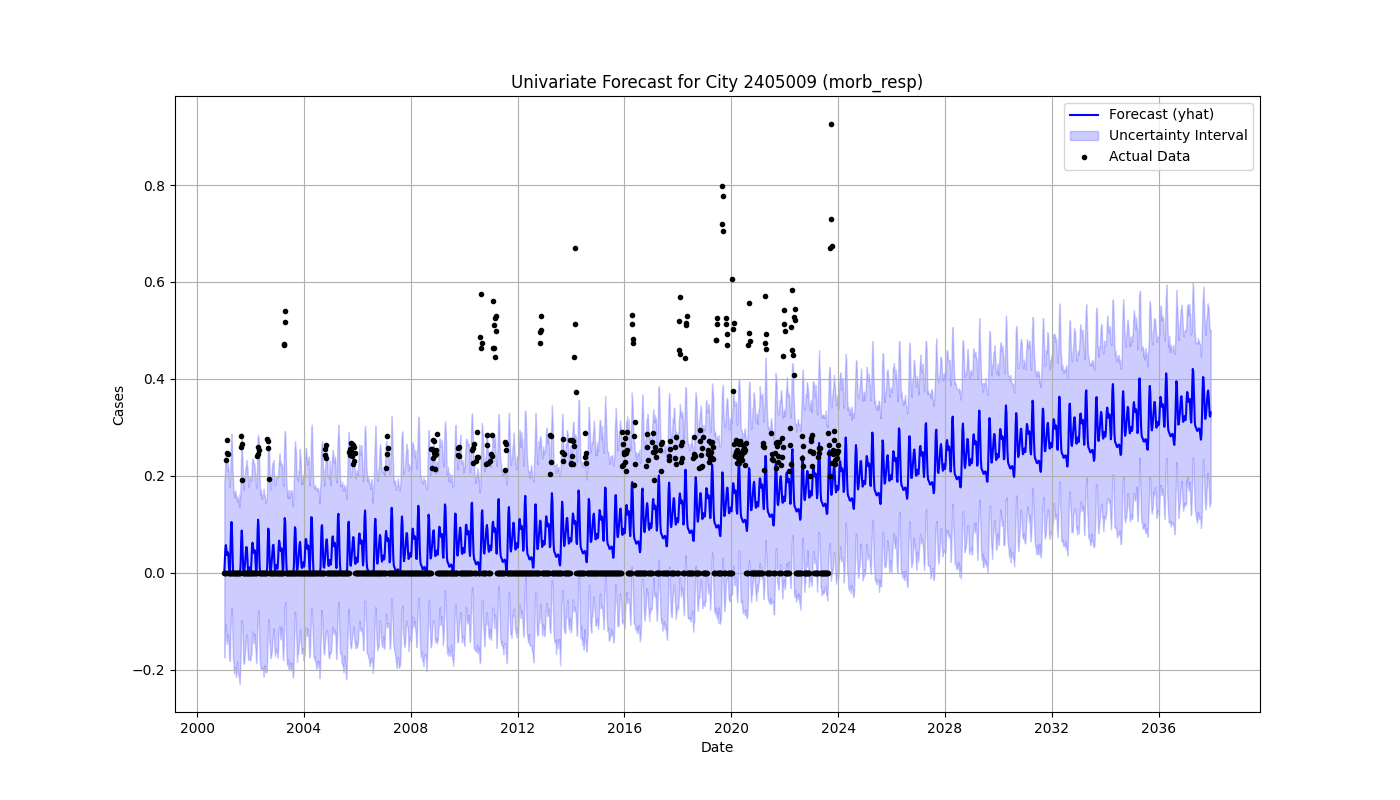 Univariate Forecast for City 2405009 (morb_resp)
Forecast (yhat)
Uncertainty Interval
Actual Data
Cases
0.8
0.6
0.4
0.2
0.0
−0.2
2000
2004
2008
2012
2016
2020
2024
2028
2032
2036
Date